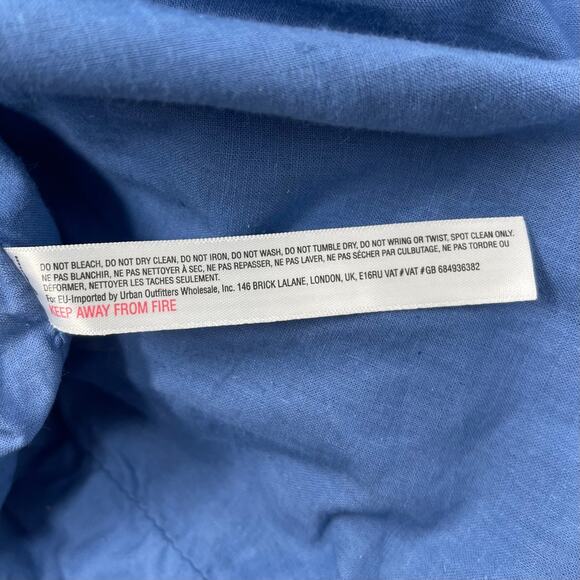 DO NOT BLEACH, DO NOT DRY CLEAN, DO NOT IRON, DO NOT WASH, DO NOT TUMBLE DRY, DO NOT WRING OR TWIST, SPOT CLEAN ONLY.
NE PAS BLANCHIR, NE PAS NETTOYER À SEC, NE PAS REPASSER, NE PAS LAVER, NE PAS SÉCHER PAR CULBUTAGE, NE PAS TORDRE OU
DÉFORMER, NETTOYER LES TACHES SEULEMENT.
For EU-Imported by Urban Outfitters Wholesale, Inc. 146 BRICK LALANE, LONDON, UK, E16RU VAT # VAT # GB 684936382
KEEP AWAY FROM FIRE